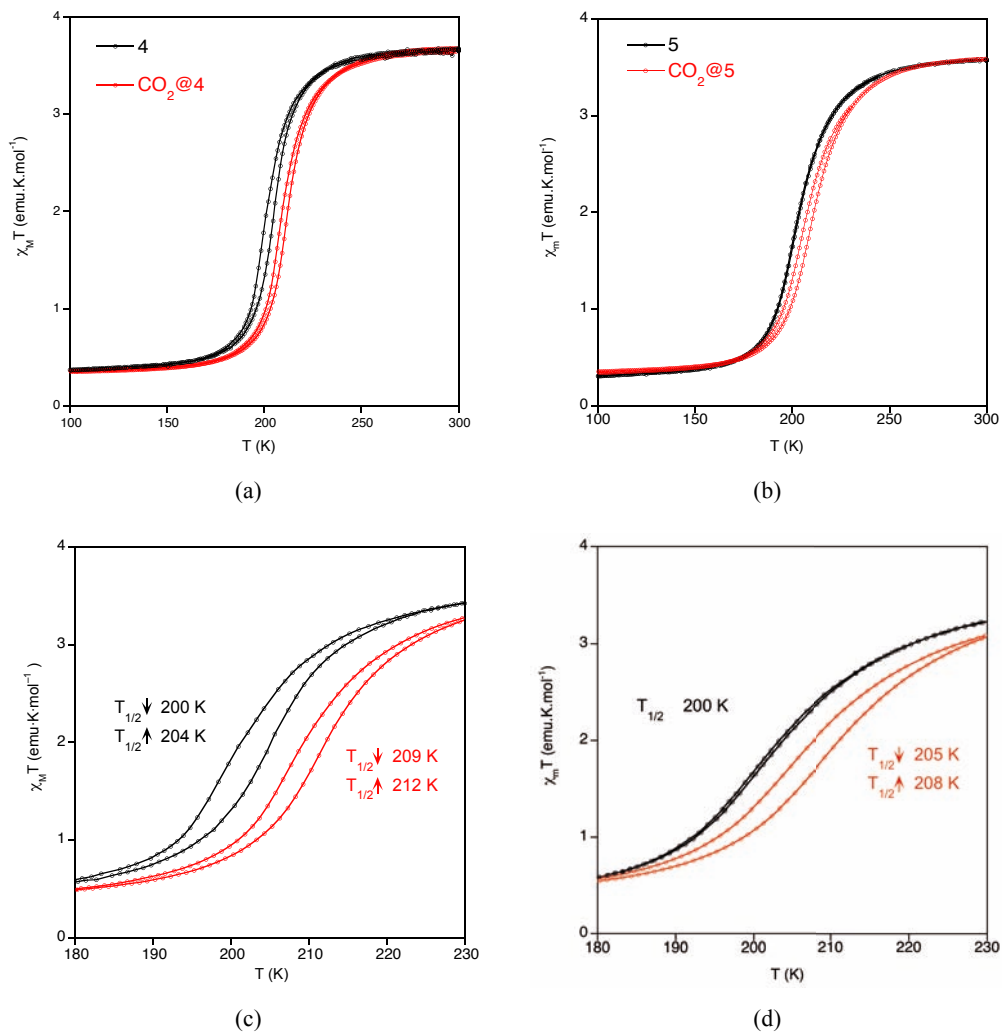 4
3
2
1
0
χMT (emu.K.mol⁻¹)
4
CO2@4
100 150 200 250 300
T (K)
(a)
4
3
2
1
0
χmT (emu.K.mol⁻¹)
5
CO2@5
100 150 200 250 300
T (K)
(b)
4
3
2
1
0
χMT (emu·K·mol⁻¹)
T1/2↓ 200 K
T1/2↑ 204 K
T1/2↓ 209 K
T1/2↑ 212 K
180 190 200 210 220 230
T (K)
(c)
4
3
2
1
0
χmT (emu.K.mol⁻¹)
T1/2 200 K
T1/2↓ 205 K
T1/2↑ 208 K
180 190 200 210 220 230
T (K)
(d)